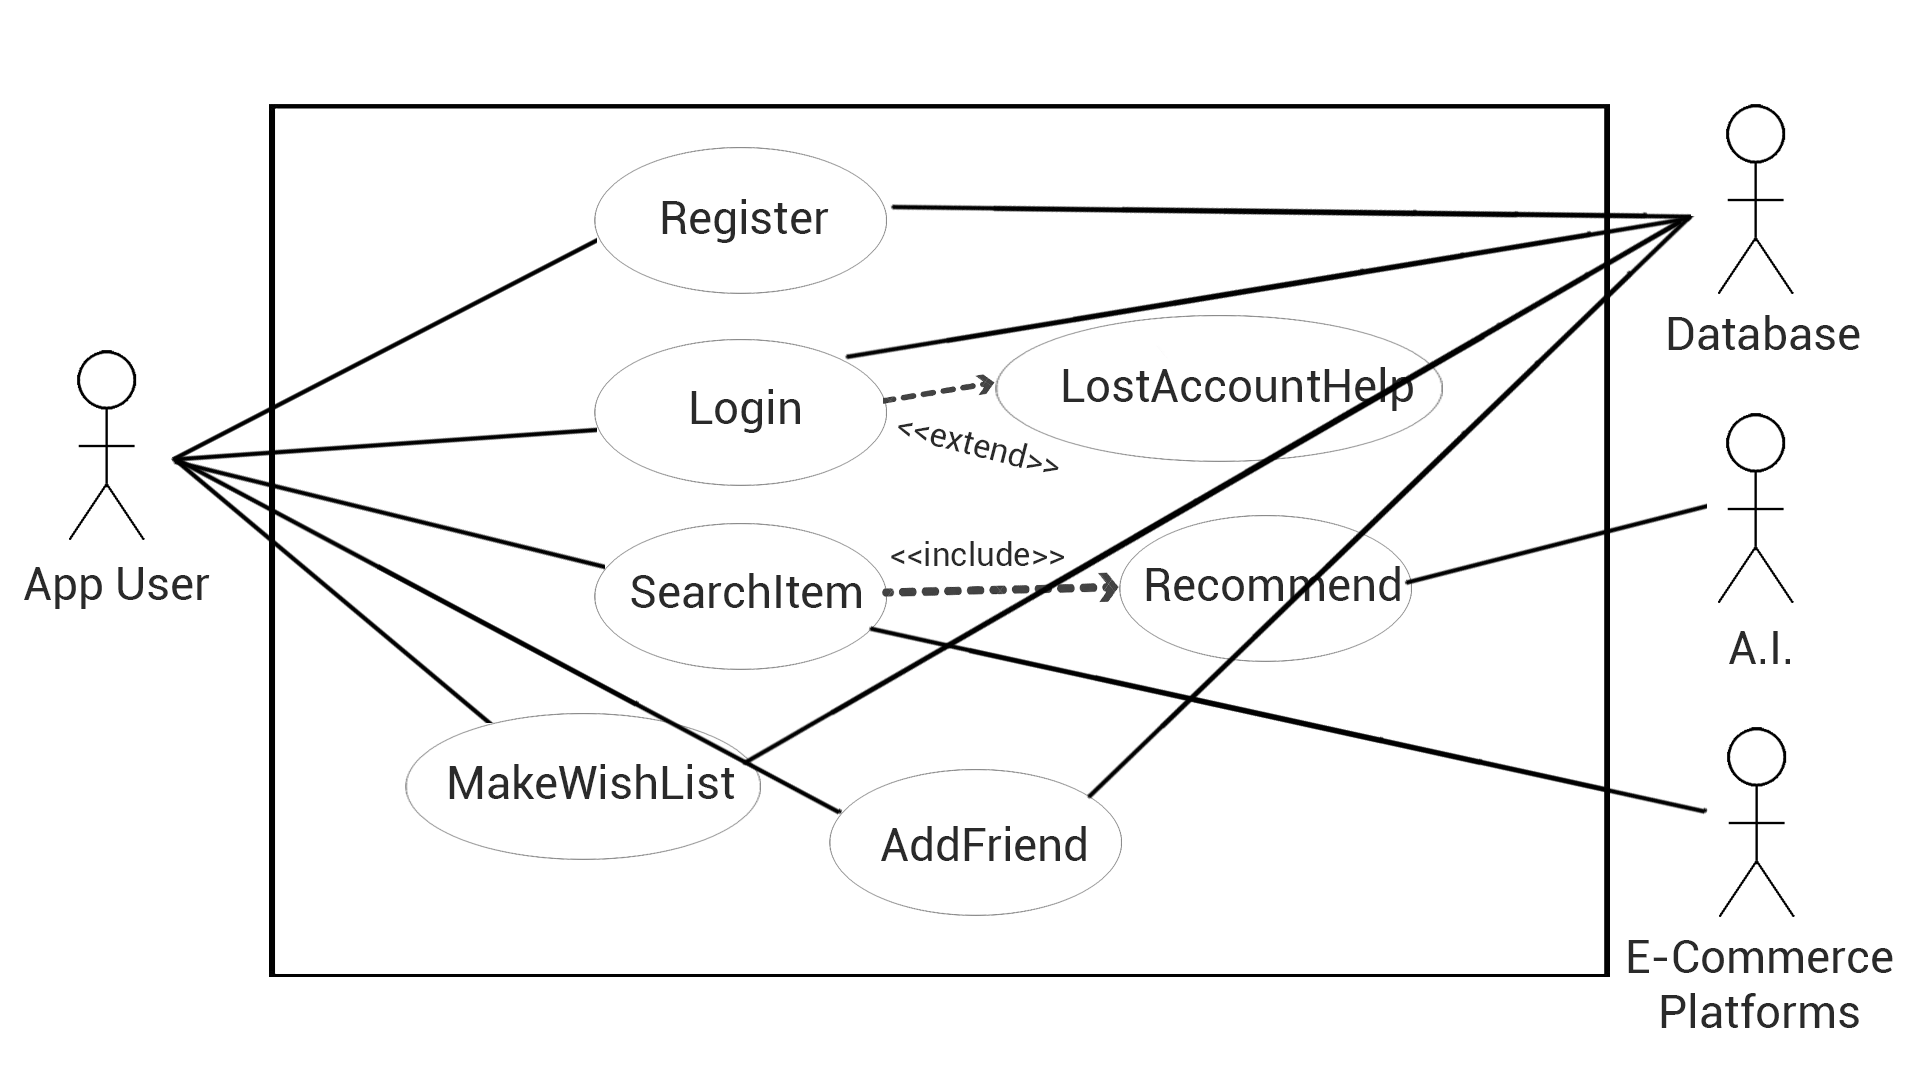 Register
Database
Login
LostAccountHelp
<<extend>>
App User
SearchItem
<<include>>
Recommend
A.I.
MakeWishList
AddFriend
E-Commerce
Platforms